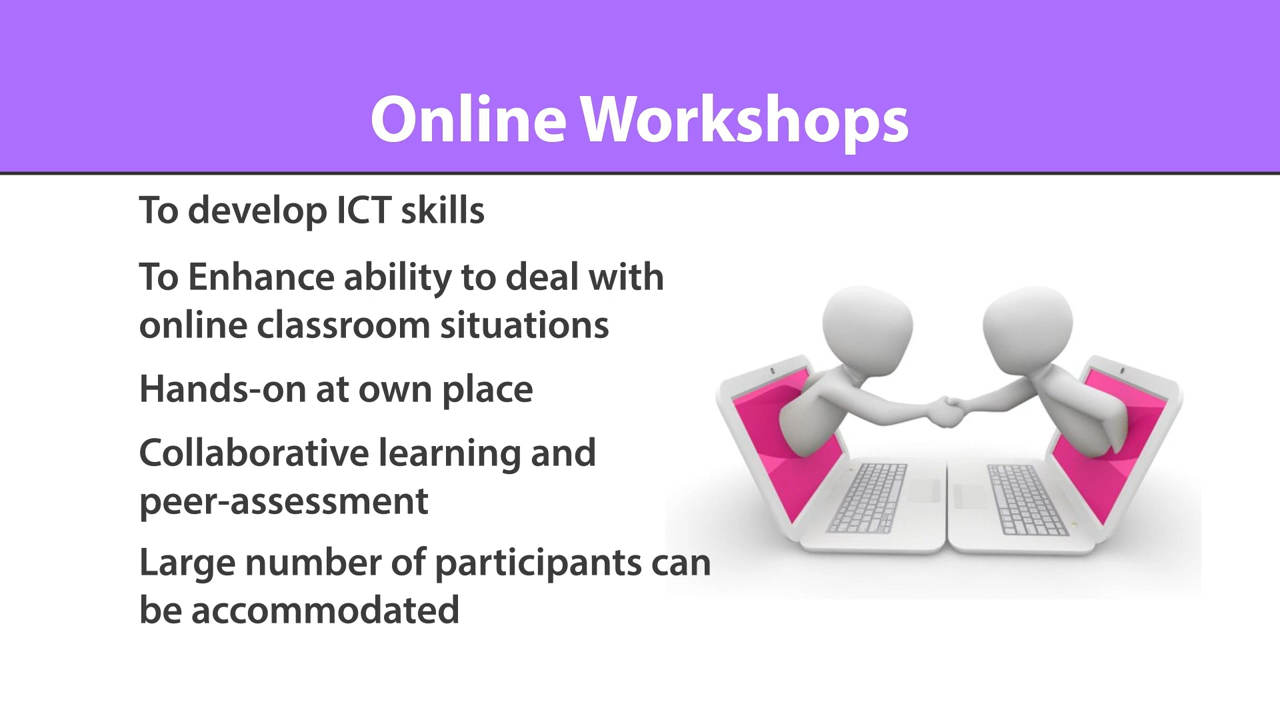 Online Workshops
To develop ICT skills
To Enhance ability to deal with
online classroom situations
Hands-on at own place
Collaborative learning and
peer-assessment
Large number of participants can
be accommodated